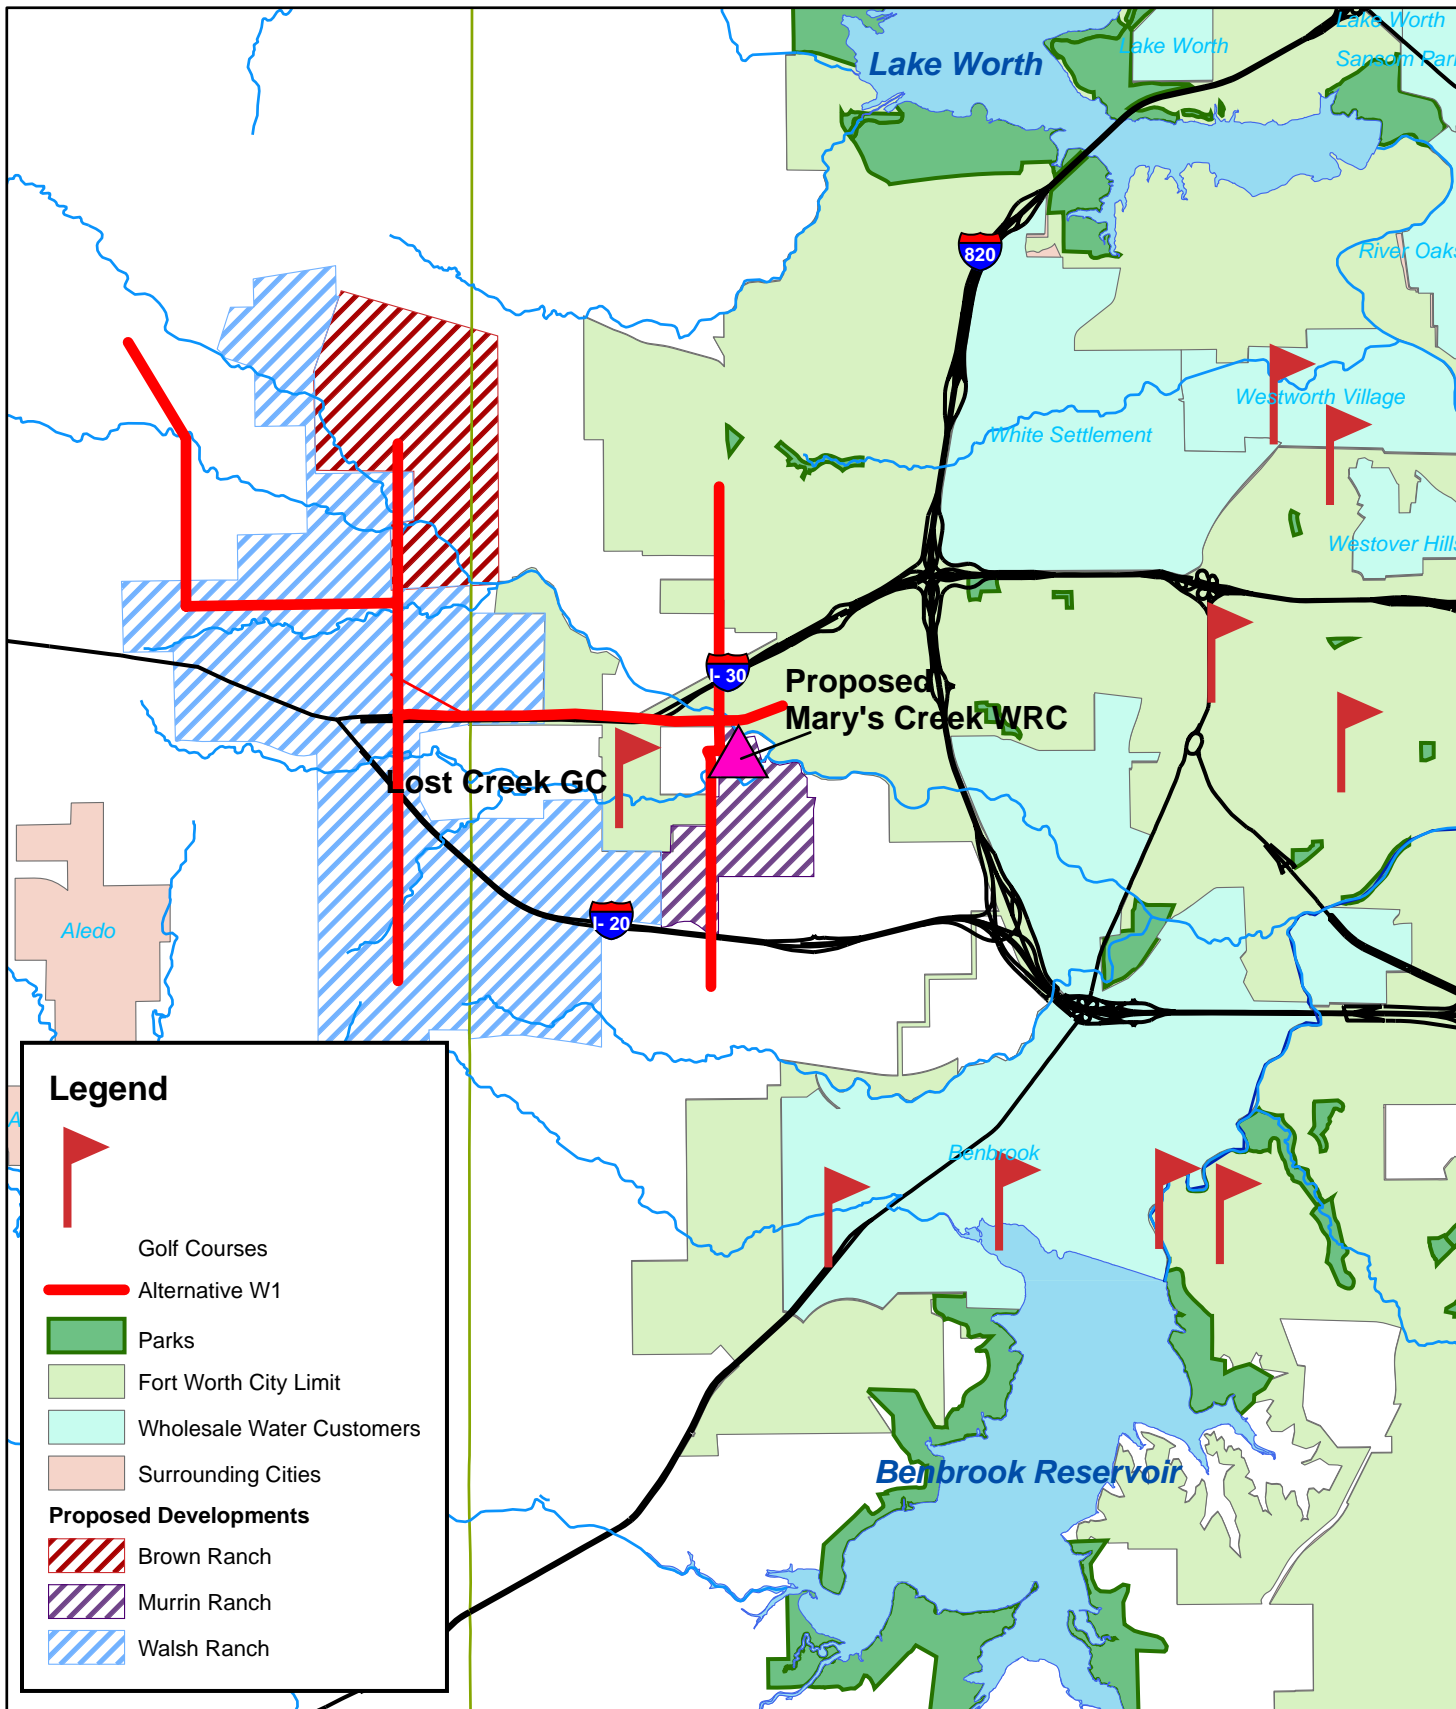 Lake Worth
Lake Worth
Lake Worth
Sansom Park
820
River Oaks
Westworth Village
White Settlement
Westover Hills
I- 30
Proposed
Mary's Creek WRC
Lost Creek GC
I- 20
Aledo
A
Benbrook
Benbrook Reservoir
Legend
Golf Courses
Alternative W1
Parks
Fort Worth City Limit
Wholesale Water Customers
Surrounding Cities
Proposed Developments
Brown Ranch
Murrin Ranch
Walsh Ranch